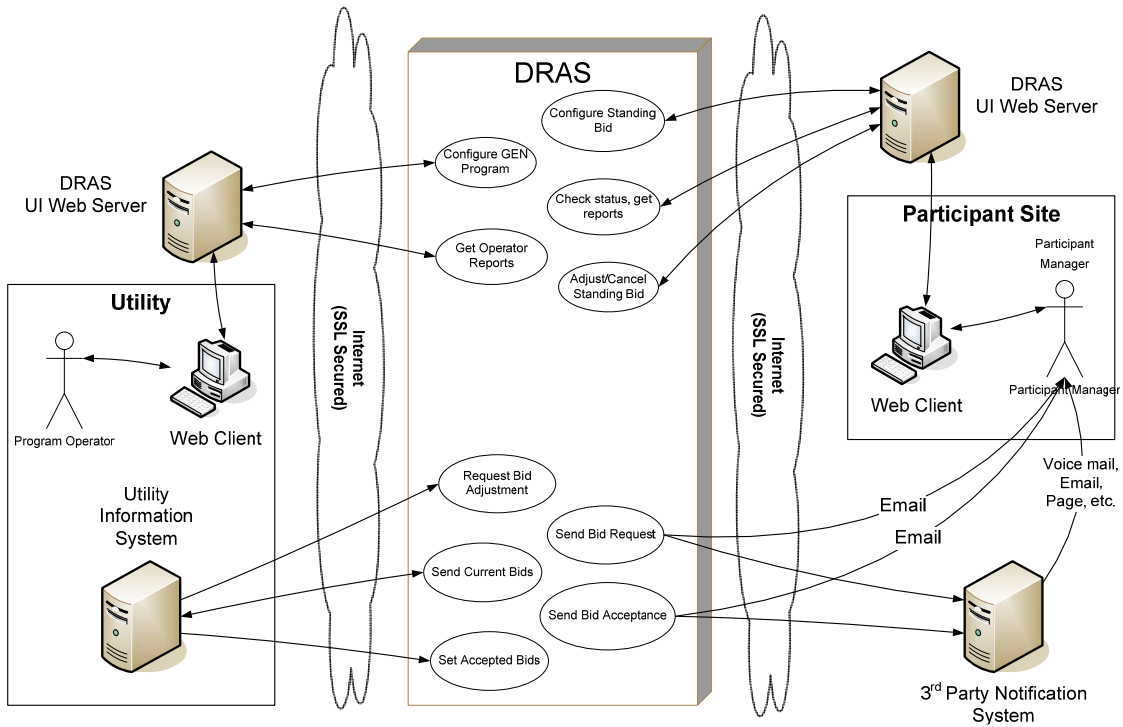 DRAS
DRAS
UI Web Server
Configure Standing
Bid
Configure GEN
Program
DRAS
UI Web Server
Check status, get
reports
Participant Site
Participant
Manager
Get Operator
Reports
Adjust/Cancel
Standing Bid
Utility
Internet
(SSL Secured)
Internet
(SSL Secured)
Participant Manager
Web Client
Program Operator
Web Client
Request Bid
Adjustment
Voice mail,
Email,
Page, etc.
Utility
Information
System
Email
Email
Send Bid Request
Send Current Bids
Send Bid Acceptance
Set Accepted Bids
3rd Party Notification
System